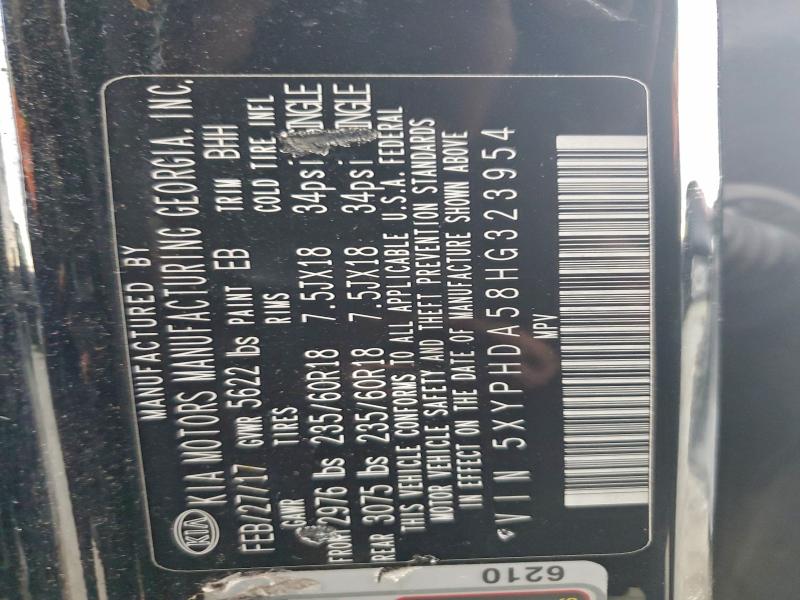 MANUFACTURED BY
KIA KIA MOTORS MANUFACTURING GEORGIA, INC.
FEB/27/17 GVWR 5622 lbs PAINT EB TRIM BHH
GAWR TIRES RIMS COLD TIRE INFL
FRONT 2976 lbs 235/60R18 7.5JX18 34psi
REAR 3075 lbs 235/60R18 7.5JX18 34psi
THIS VEHICLE CONFORMS TO ALL APPLICABLE U.S.A. FEDERAL
MOTOR VEHICLE SAFETY AND THEFT PREVENTION STANDARDS
IN EFFECT ON THE DATE OF MANUFACTURE SHOWN ABOVE
VIN 5XYPHDA58HG323954
MPV
6210